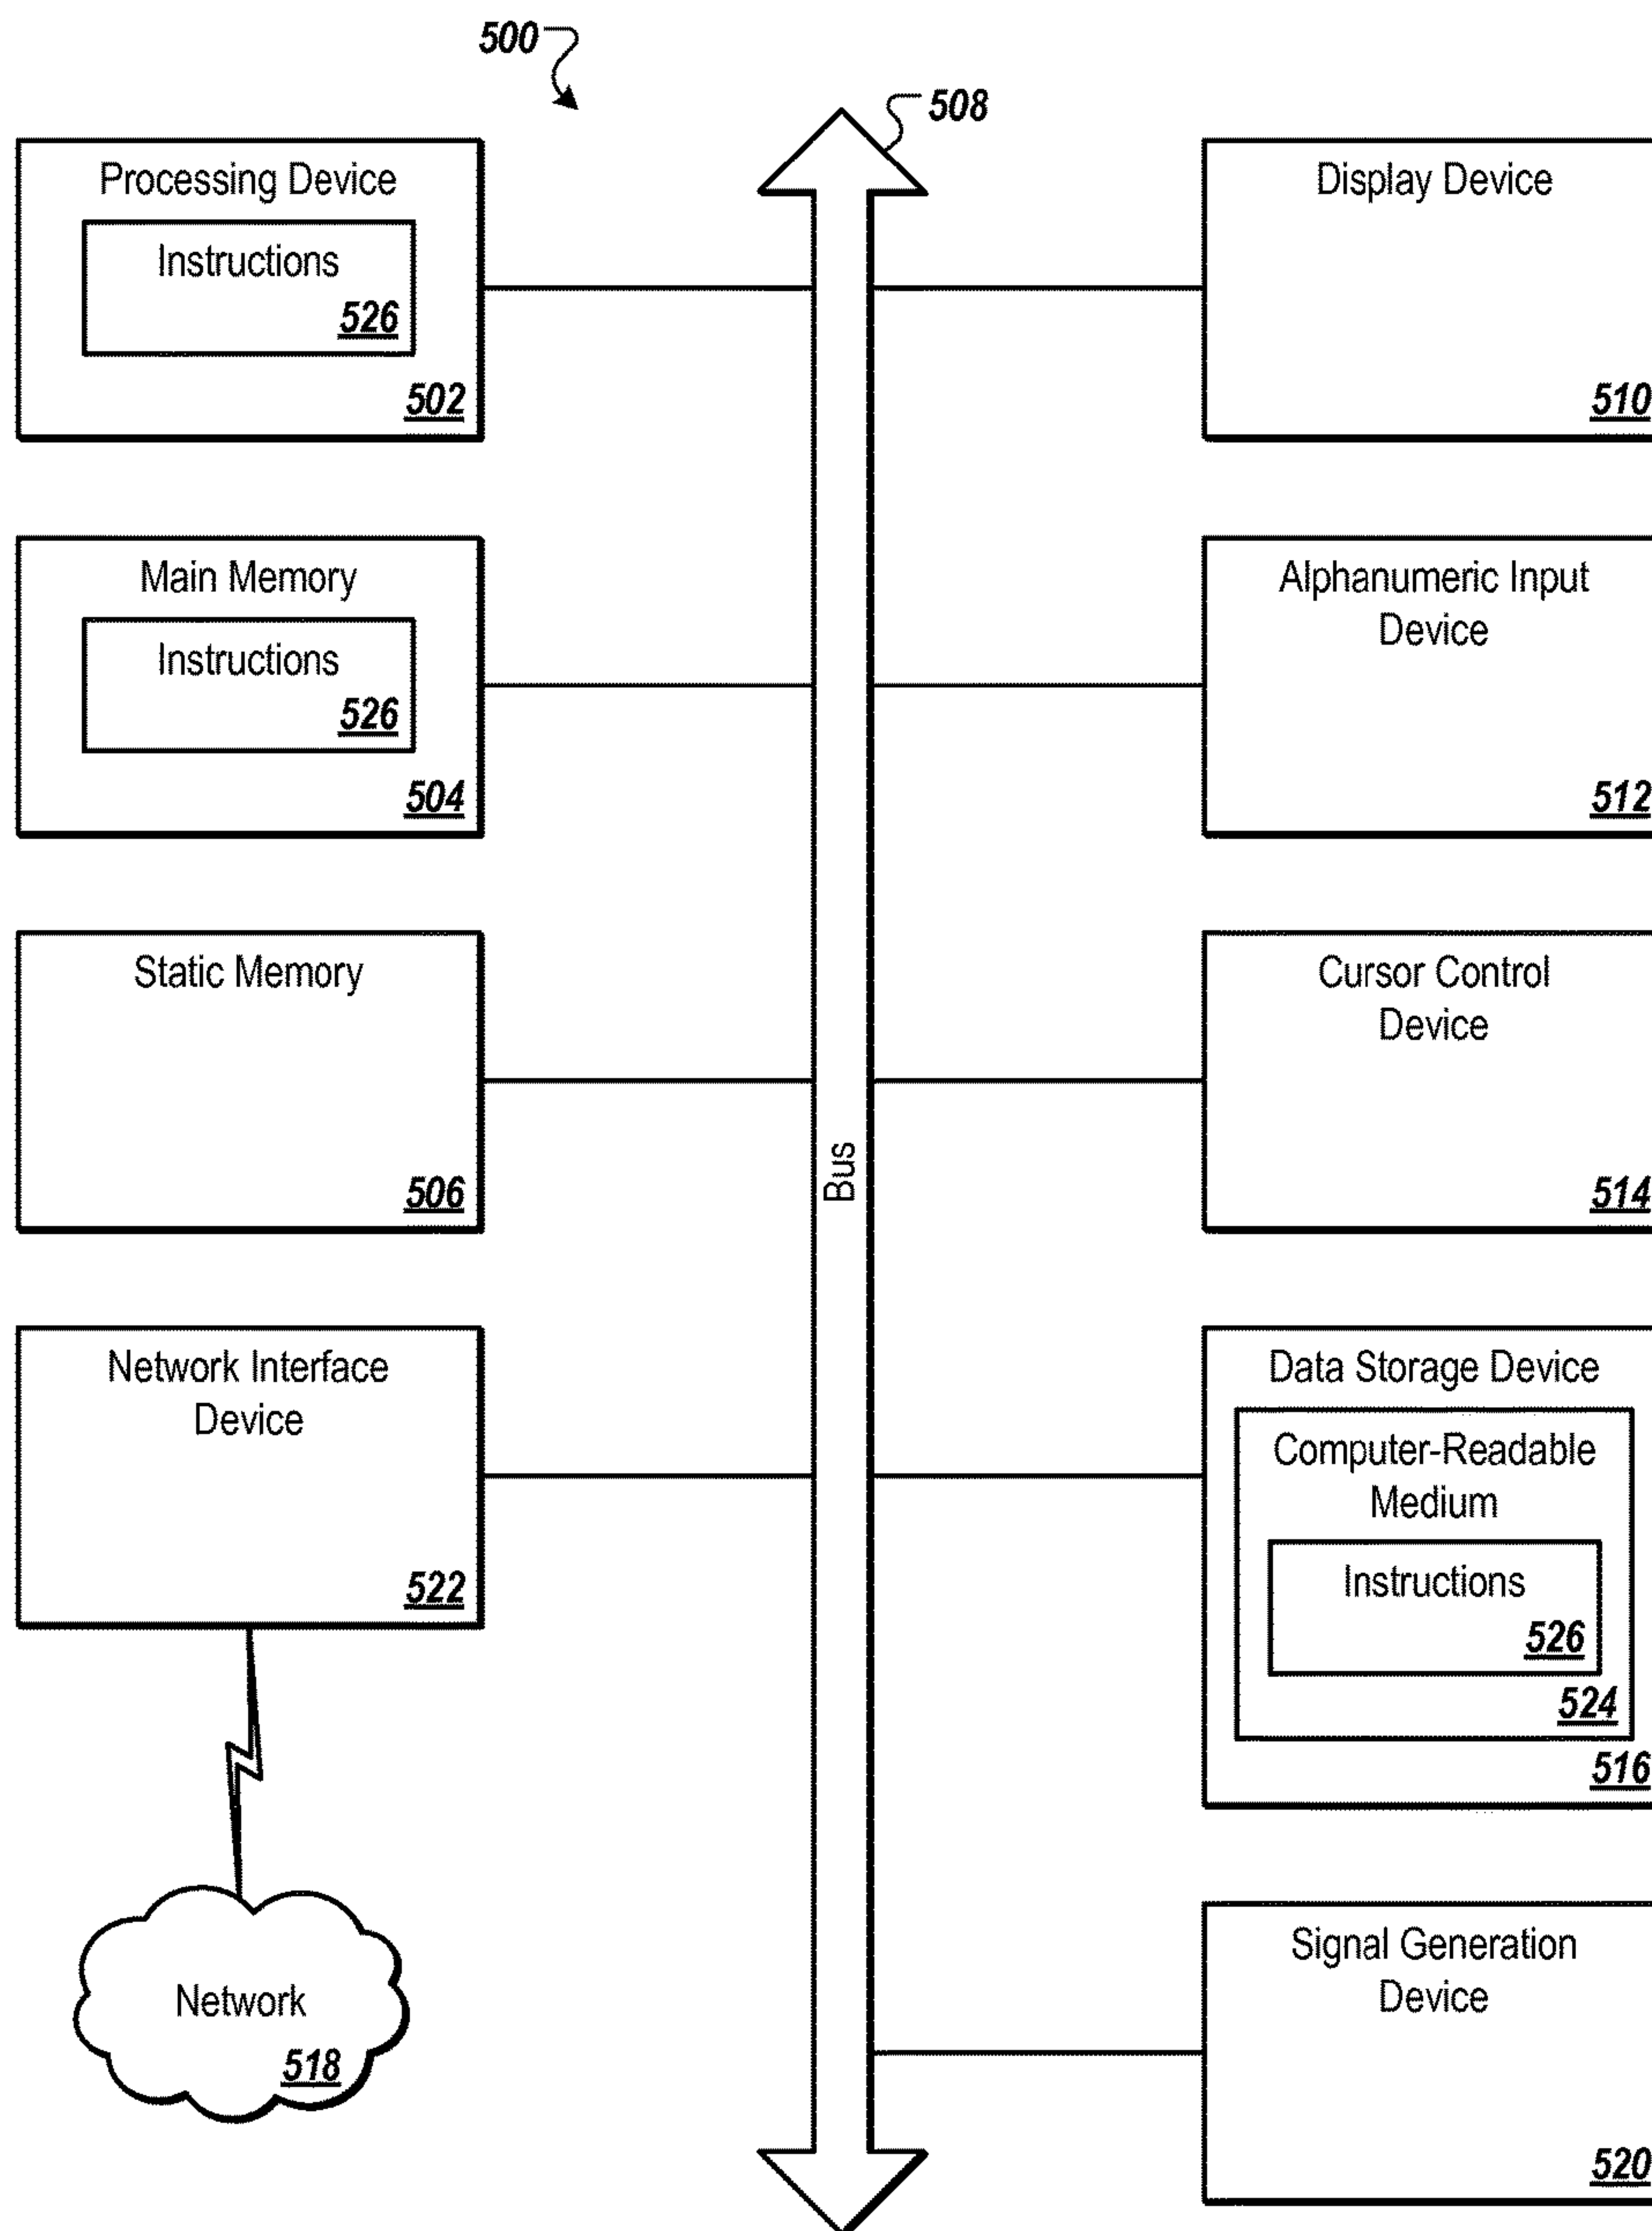 500
508
Processing Device
Instructions
526
502
Display Device
510
Main Memory
Instructions
526
504
Alphanumeric Input
Device
512
Static Memory
506
Bus
Cursor Control
Device
514
Network Interface
Device
522
Data Storage Device
Computer-Readable
Medium
Instructions
526
524
516
Network
518
Signal Generation
Device
520